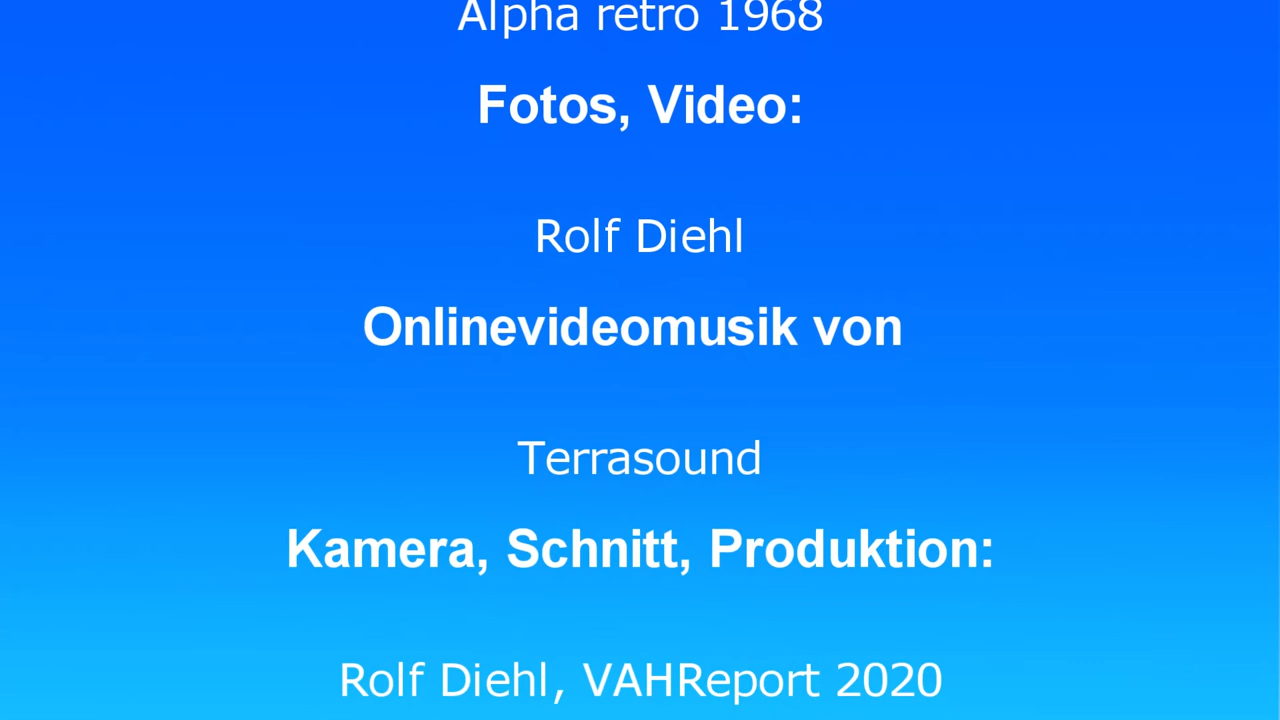 Alpha retro 1968
Fotos, Video:
Rolf Diehl
Onlinevideomusik von
Terrasound
Kamera, Schnitt, Produktion:
Rolf Diehl, VAHReport 2020